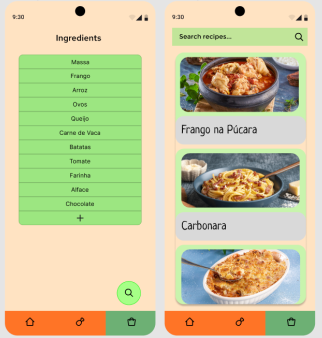 9:30
Ingredients
Massa
Frango
Arroz
Ovos
Queijo
Carne de Vaca
Batatas
Tomate
Farinha
Alface
Chocolate
+
9:30
Search recipes...
Frango na Púcara
Carbonara